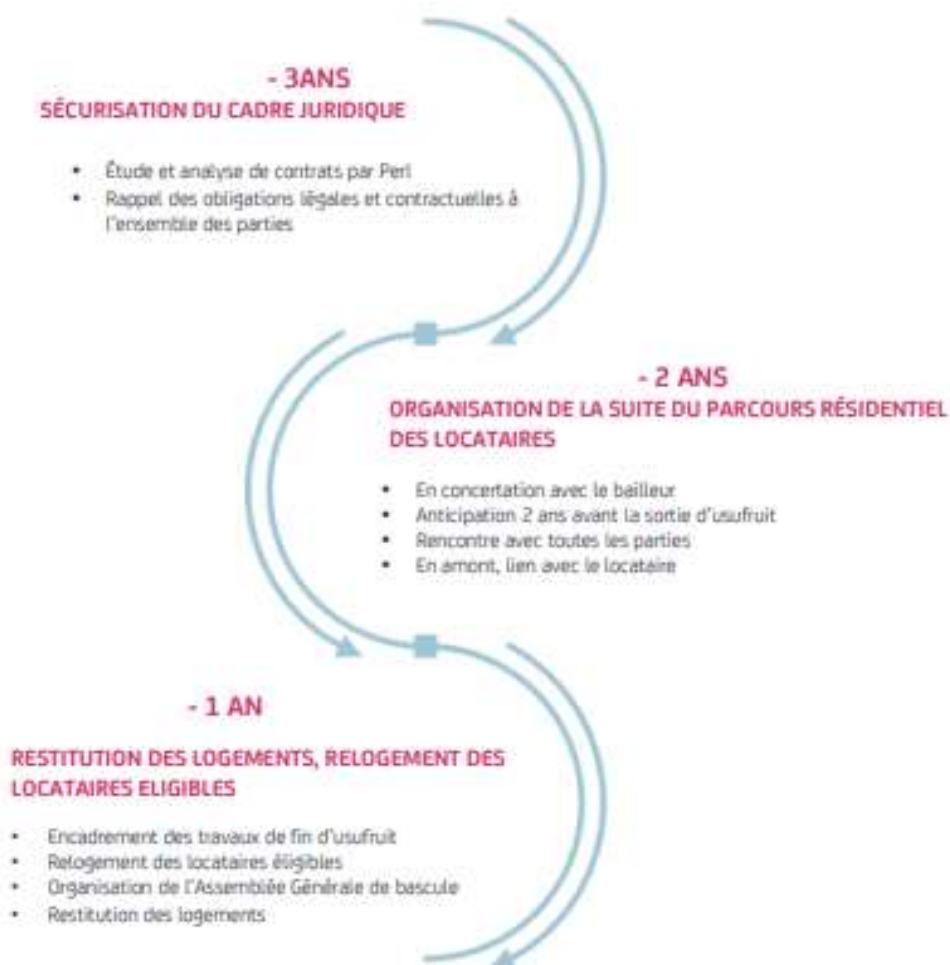 - 3ANS
SÉCURISATION DU CADRE JURIDIQUE
• Étude et analyse de contrats par Perl
• Rappel des obligations légales et contractuelles à
l'ensemble des parties
- 2 ANS
ORGANISATION DE LA SUITE DU PARCOURS RÉSIDENTIEL
DES LOCATAIRES
• En concertation avec le bailleur
• Anticipation 2 ans avant la sortie d'usufruit
• Rencontre avec toutes les parties
• En amont, lien avec le locataire
- 1 AN
RESTITUTION DES LOGEMENTS, RELOGEMENT DES
LOCATAIRES ELIGIBLES
• Encadrement des travaux de fin d'usufruit
• Relogement des locataires éligibles
• Organisation de l'Assemblée Générale de bascule
• Restitution des logements